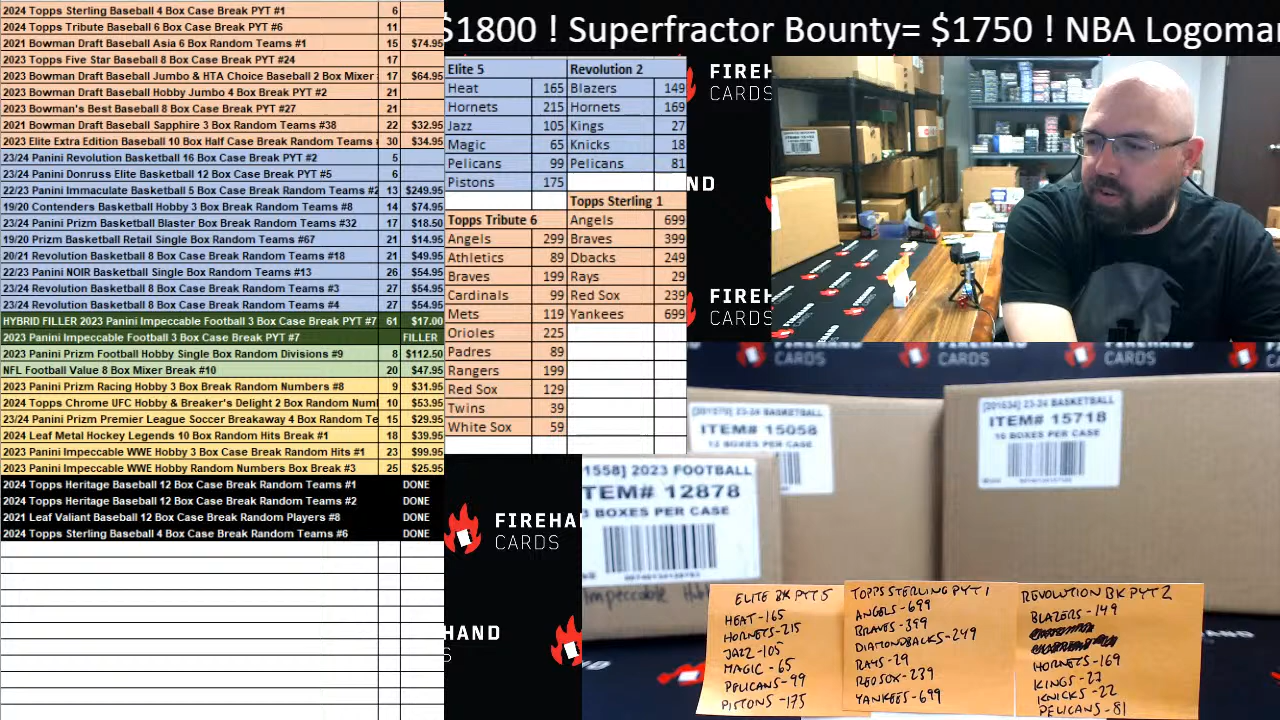 $1800 ! Superfractor Bounty= $1750 ! NBA Logoma
2024 Topps Sterling Baseball 4 Box Case Break PYT #1 6
2024 Topps Tribute Baseball 6 Box Case Break PYT #6 11
2021 Bowman Draft Baseball Asia 6 Box Random Teams #1 15 $74.95
2023 Topps Five Star Baseball 8 Box Case Break PYT #24 17
2023 Bowman Draft Baseball Jumbo & HTA Choice Baseball 2 Box Mixer 17 $64.95
2023 Bowman Draft Baseball Hobby Jumbo 4 Box Break PYT #2 21
2023 Bowman's Best Baseball 8 Box Case Break PYT #27 21
2021 Bowman Draft Baseball Sapphire 3 Box Random Teams #38 22 $32.95
2023 Elite Extra Edition Baseball 10 Box Half Case Break Random Teams 30 $34.95
23/24 Panini Revolution Basketball 16 Box Case Break PYT #2 5
23/24 Panini Donruss Elite Basketball 12 Box Case Break PYT #5 6
22/23 Panini Immaculate Basketball 5 Box Case Break Random Teams #2 13 $249.95
19/20 Contenders Basketball Hobby 3 Box Random Teams #8 14 $74.95
23/24 Panini Prizm Basketball Blaster Box Random Teams #32 17 $18.50
19/20 Prizm Basketball Retail Single Box Random Teams #67 21 $14.95
20/21 Revolution Basketball 8 Box Case Break Random Teams #18 21 $49.95
22/23 Panini NOIR Basketball Single Box Random Teams #13 26 $54.95
23/24 Revolution Basketball 8 Box Random Teams #3 27 $54.95
23/24 Revolution Basketball 8 Box Random Teams #4 27 $54.95
HYBRID FILLER 2023 Panini Impeccable Football 3 Box Case Break PYT #7 61 $17.00
2023 Panini Impeccable Football 3 Box Case Break PYT #7 FILLER
2023 Panini Prizm Football Hobby Single Box Random Divisions #9 8 $112.50
NFL Football Value 8 Box Mixer Break #10 20 $47.95
2023 Panini Prizm Racing Hobby 3 Box Break Random Numbers #8 9 $31.95
2024 Topps Chrome UFC Hobby & Breaker's Delight 2 Box Random Num 10 $53.95
23/24 Panini Prizm Premier League Soccer Breakaway 4 Box Random Te 15 $29.95
2024 Leaf Metal Hockey Legends 10 Box Random Hits Break #1 18 $39.95
2023 Panini Impeccable WWE Hobby 3 Box Case Break Random Hits #1 23 $99.95
2023 Panini Impeccable WWE Hobby Random Numbers Box Break #3 25 $25.95
2024 Topps Heritage Baseball 12 Box Case Break Random Teams #1 DONE
2024 Topps Heritage Baseball 12 Box Case Break Random Teams #2 DONE
2021 Leaf Valiant Baseball 12 Box Case Break Random Players #8 DONE
2024 Topps Sterling Baseball 4 Box Case Break Random Teams #6 DONE
Elite 5
Heat 165
Hornets 215
Jazz 105
Magic 65
Pelicans 99
Pistons 175
Topps Tribute 6
Angels 299
Athletics 89
Braves 199
Cardinals 99
Mets 119
Orioles 225
Padres 89
Rangers 199
Red Sox 129
Twins 39
White Sox 59
Revolution 2
Blazers 149
Hornets 169
Kings 27
Knicks 18
Pelicans 81
Topps Sterling 1
Angels 699
Braves 399
Dbacks 249
Rays 29
Red Sox 239
Yankees 699
FIREHA
CARDS
ND
FIREHA
CARDS
FIREHAN
CARDS
HAND
S
CARDS
[201579] 23-24 BASKETBALL
ITEM# 15058
12 BOXES PER CASE
[201534] 23-24 BASKETBALL
ITEM# 15718
16 BOXES PER CASE
1558] 2023 FOOTBALL
TEM# 12878
3 BOXES PER CASE
Impeccable
ELITE BK PYT 5
HEAT-165
HORNETS-215
JAZZ-105
MAGIC-65
PELICANS-99
PISTONS-175
TOPPS STERLING PYT 1
ANGELS-699
BRAVES-399
DIAMONDBACKS-249
RAYS-29
RED SOX-239
YANKEES-699
REVOLUTION BK PYT 2
BLAZERS-149
HORNETS-169
KINGS-27
KNICKS-22
PELICANS-81